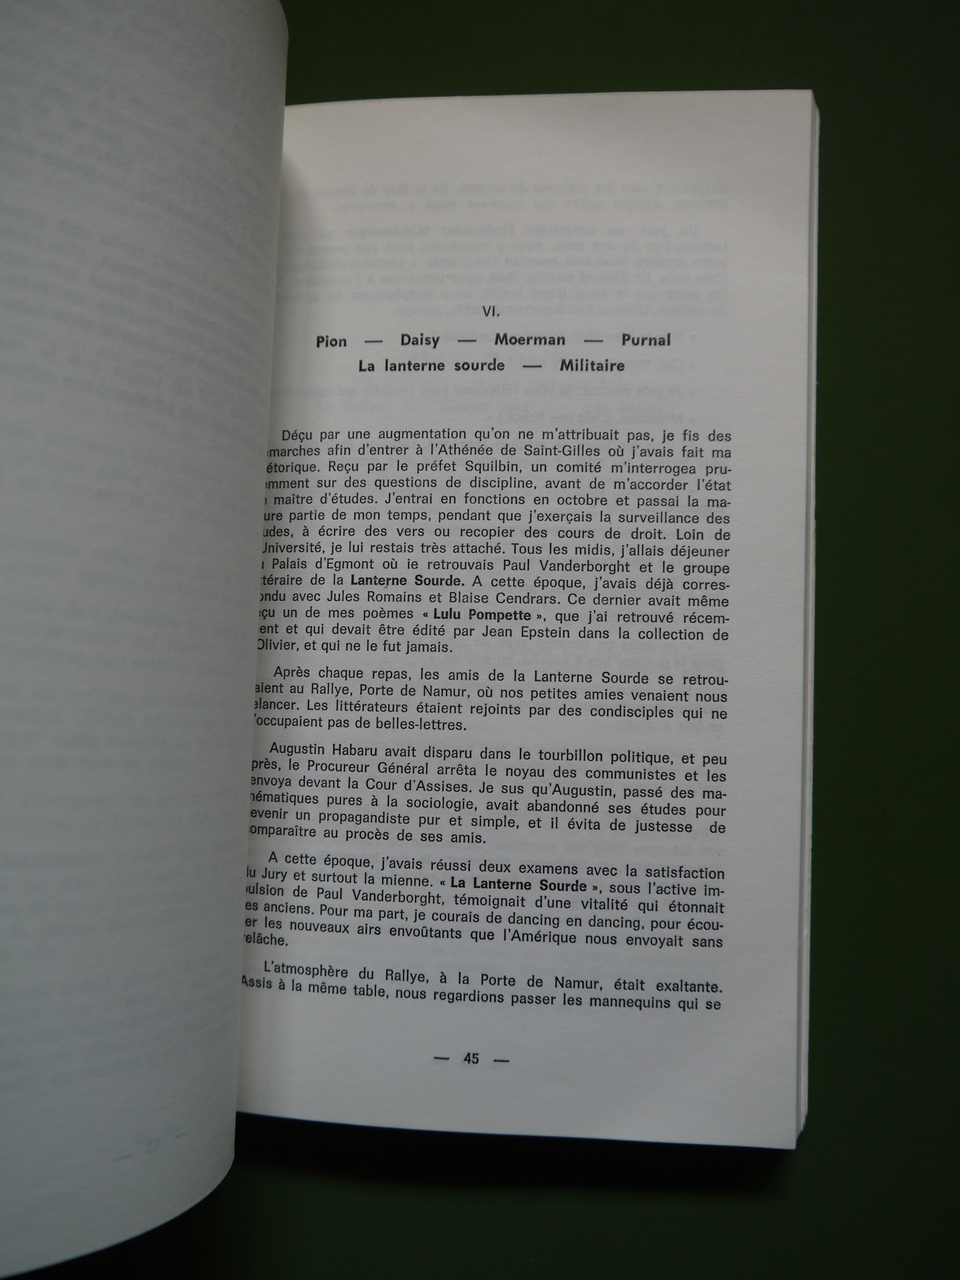 VI.
Pion — Daisy — Moerman — Purnal
La lanterne sourde — Militaire
Déçu par une augmentation qu'on ne m'attribuait pas, je fis des
marches afin d'entrer à l'Athénée de Saint-Gilles où j'avais fait ma
étorique. Reçu par le préfet Squilbin, un comité m'interrogea pru-
mment sur des questions de discipline, avant de m'accorder l'état
maître d'études. J'entrai en fonctions en octobre et passai la ma-
ure partie de mon temps, pendant que j'exerçais la surveillance des
udes, à écrire des vers ou recopier des cours de droit. Loin de
Université, je lui restais très attaché. Tous les midis, j'allais déjeuner
Palais d'Egmont où ie retrouvais Paul Vanderborght et le groupe
téraire de la Lanterne Sourde. A cette époque, j'avais déjà corres-
ondu avec Jules Romains et Blaise Cendrars. Ce dernier avait même
çu un de mes poèmes « Lulu Pompette », que j'ai retrouvé récem-
ent et qui devait être édité par Jean Epstein dans la collection de
Olivier, et qui ne le fut jamais.
Après chaque repas, les amis de la Lanterne Sourde se retrou-
aient au Rallye, Porte de Namur, où nos petites amies venaient nous
elancer. Les littérateurs étaient rejoints par des condisciples qui ne
'occupaient pas de belles-lettres.
Augustin Habaru avait disparu dans le tourbillon politique, et peu
près, le Procureur Général arrêta le noyau des communistes et les
envoya devant la Cour d'Assises. Je sus qu'Augustin, passé des ma-
hématiques pures à la sociologie, avait abandonné ses études pour
evenir un propagandiste pur et simple, et il évita de justesse de
omparaître au procès de ses amis.
A cette époque, j'avais réussi deux examens avec la satisfaction
lu Jury et surtout la mienne. « La Lanterne Sourde », sous l'active im-
ulsion de Paul Vanderborght, témoignait d'une vitalité qui étonnait
es anciens. Pour ma part, je courais de dancing en dancing, pour écou-
er les nouveaux airs envoûtants que l'Amérique nous envoyait sans
elâche.
L'atmosphère du Rallye, à la Porte de Namur, était exaltante.
Assis à la même table, nous regardions passer les mannequins qui se
— 45 —